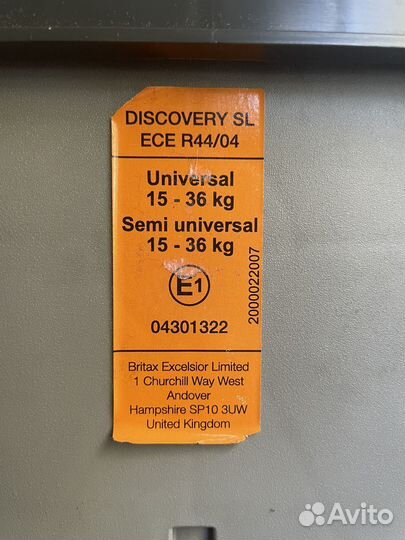 DISCOVERY SL
ECE R44/04
Universal
15 - 36 kg
Semi universal
15 - 36 kg
E1
04301322
2000022007
Britax Excelsior Limited
1 Churchill Way West
Andover
Hampshire SP10 3UW
United Kingdom
Avito